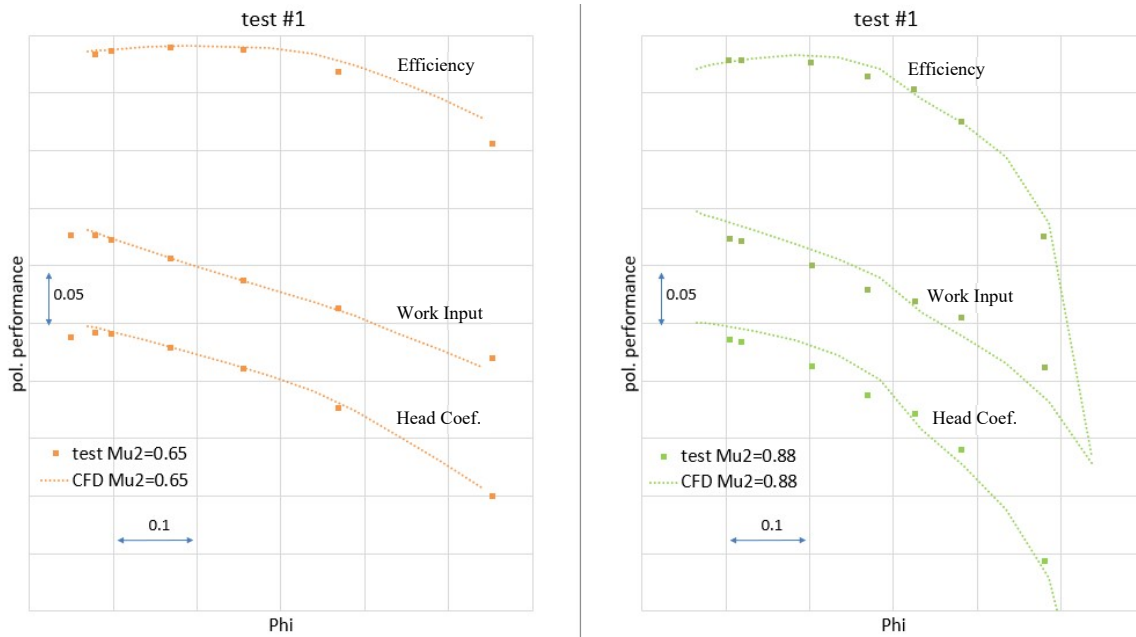 test #1
Efficiency
pol. performance
0.05
Work Input
Head Coef.
test Mu2=0.65
CFD Mu2=0.65
0.1
Phi
test #1
Efficiency
pol. performance
0.05
Work Input
Head Coef.
test Mu2=0.88
CFD Mu2=0.88
0.1
Phi